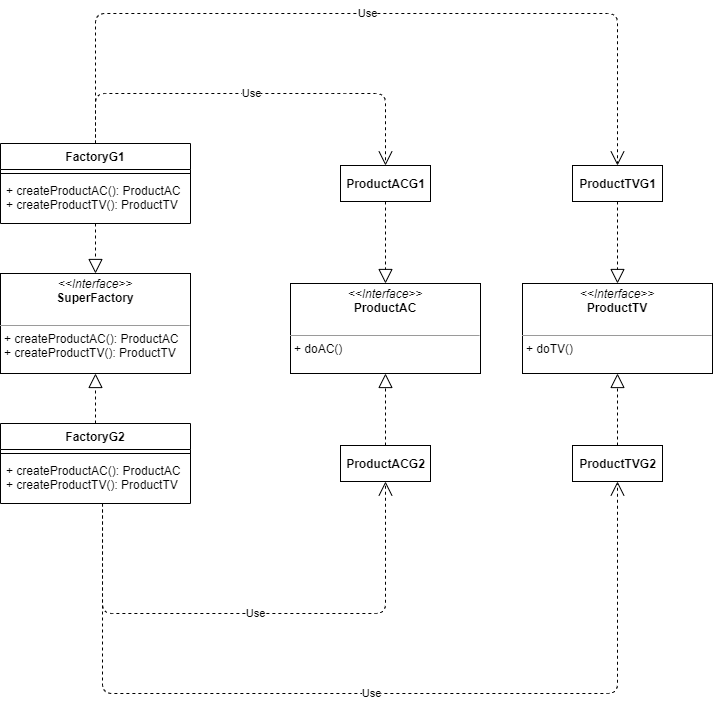 Use
Use
FactoryG1
+ createProductAC(): ProductAC
+ createProductTV(): ProductTV
ProductACG1
ProductTVG1
<<Interface>>
SuperFactory
+ createProductAC(): ProductAC
+ createProductTV(): ProductTV
<<Interface>>
ProductAC
+ doAC()
<<Interface>>
ProductTV
+ doTV()
FactoryG2
+ createProductAC(): ProductAC
+ createProductTV(): ProductTV
ProductACG2
ProductTVG2
Use
Use